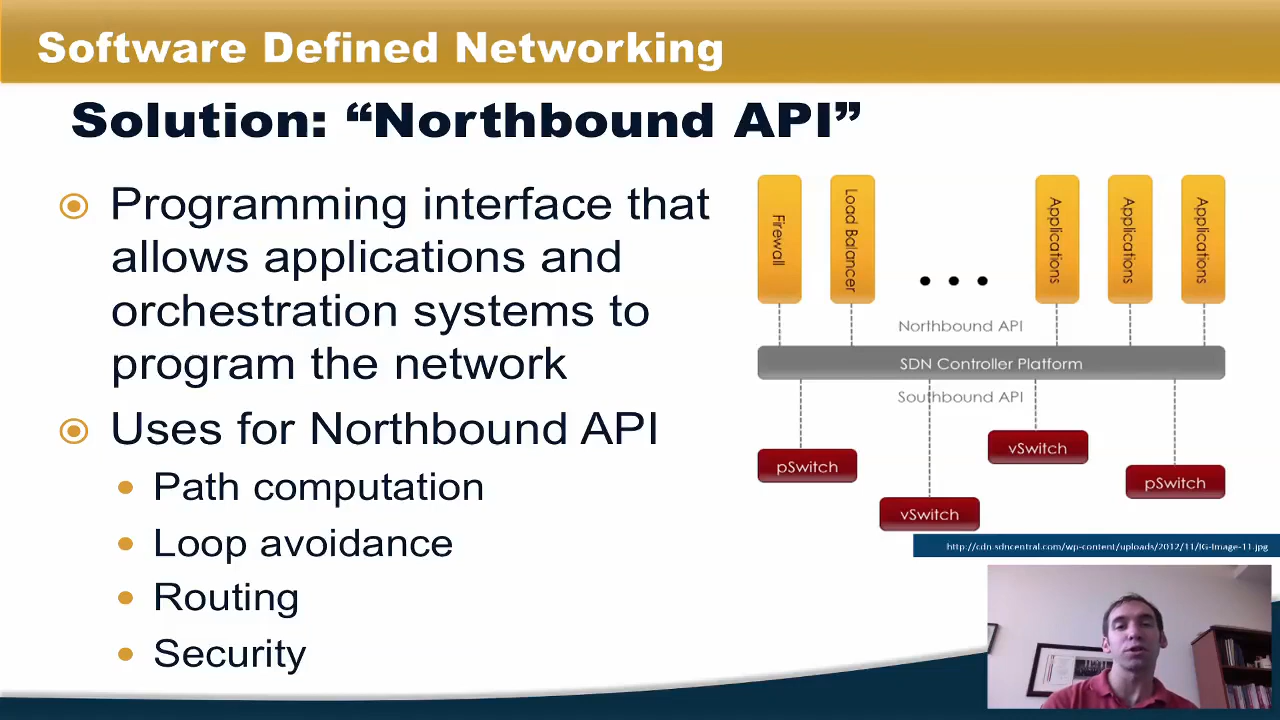 Software Defined Networking
Solution: “Northbound API”
Programming interface that
allows applications and
orchestration systems to
program the network
Uses for Northbound API
Path computation
Loop avoidance
Routing
Security
Firewall
Load Balancer
Applications
Applications
Applications
Northbound API
SDN Controller Platform
Southbound API
pSwitch
vSwitch
vSwitch
pSwitch
http://cdn.sdncentral.com/wp-content/uploads/2012/11/IG-Image-11.jpg